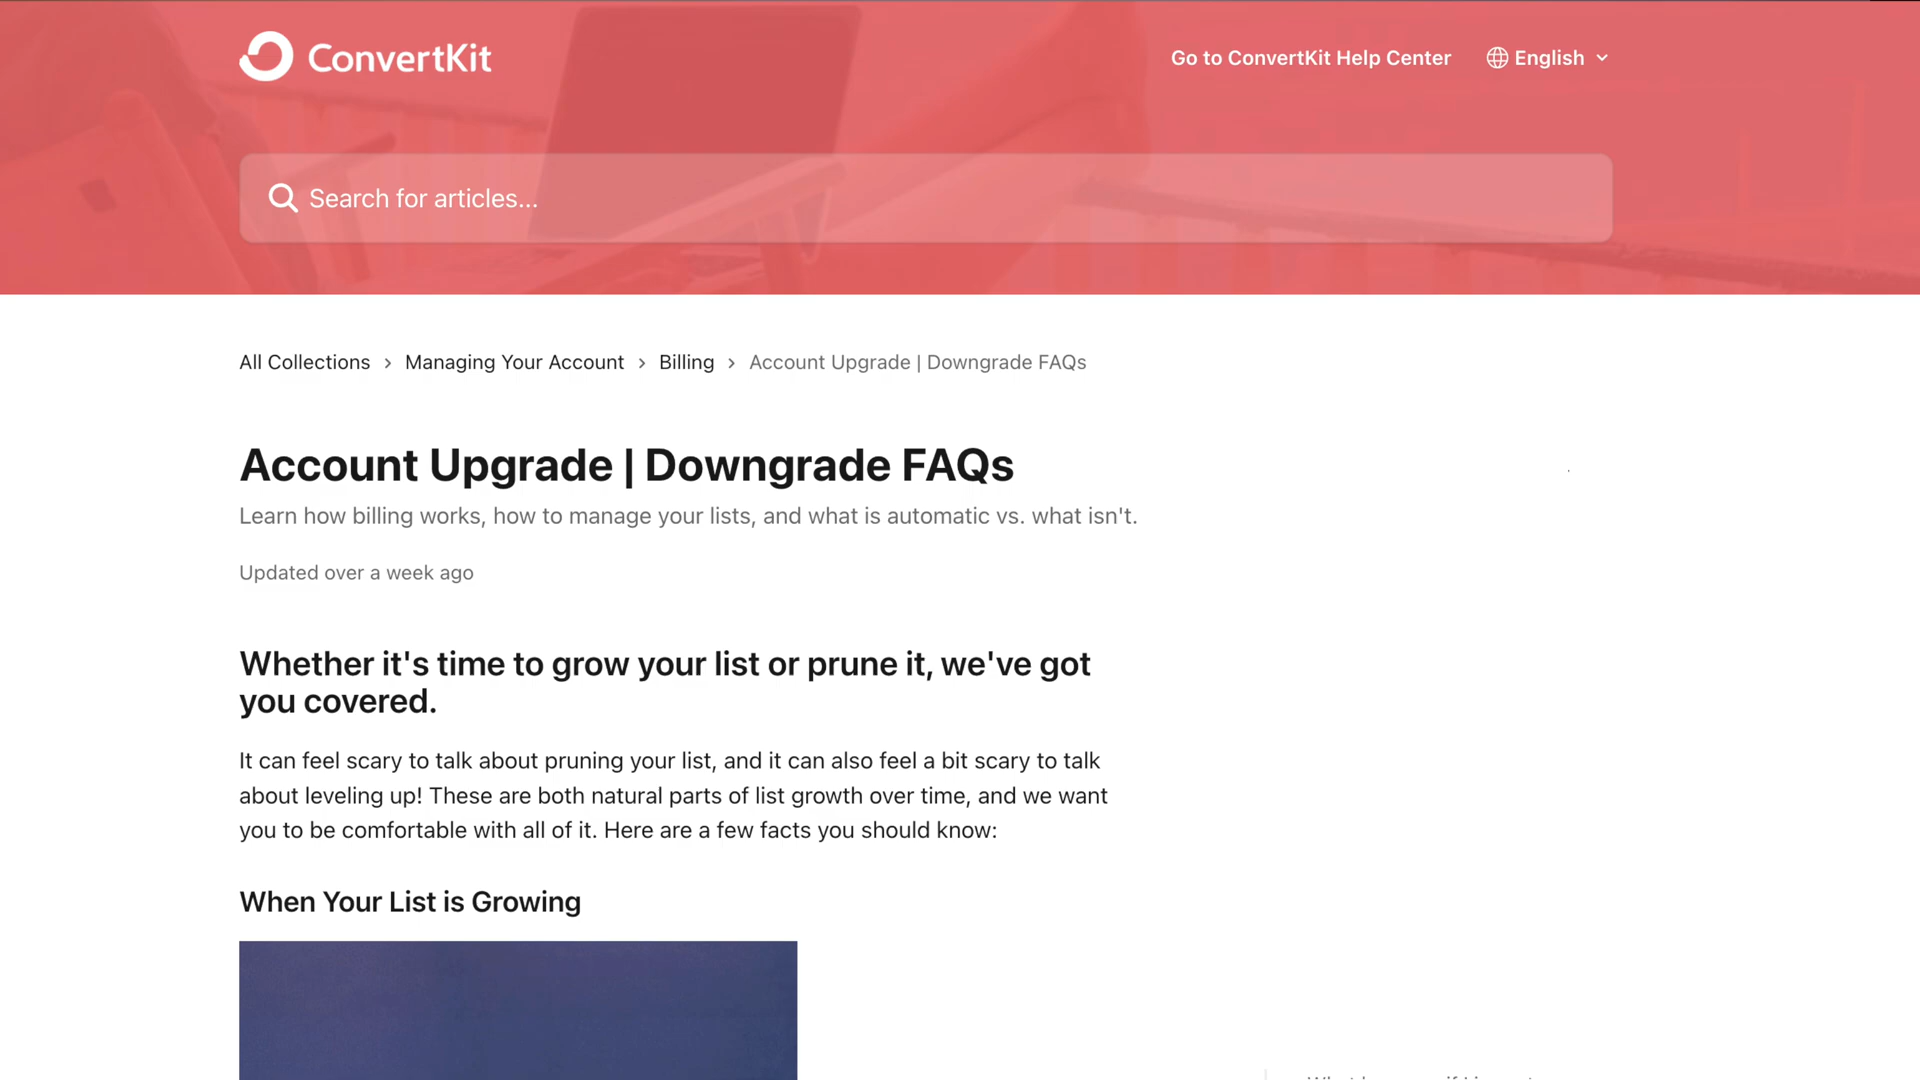 ConvertKit
Go to ConvertKit Help Center
English
Search for articles...
All Collections > Managing Your Account > Billing > Account Upgrade | Downgrade FAQs
Account Upgrade | Downgrade FAQs
Learn how billing works, how to manage your lists, and what is automatic vs. what isn't.
Updated over a week ago
Whether it's time to grow your list or prune it, we've got
you covered.
It can feel scary to talk about pruning your list, and it can also feel a bit scary to talk
about leveling up! These are both natural parts of list growth over time, and we want
you to be comfortable with all of it. Here are a few facts you should know:
When Your List is Growing